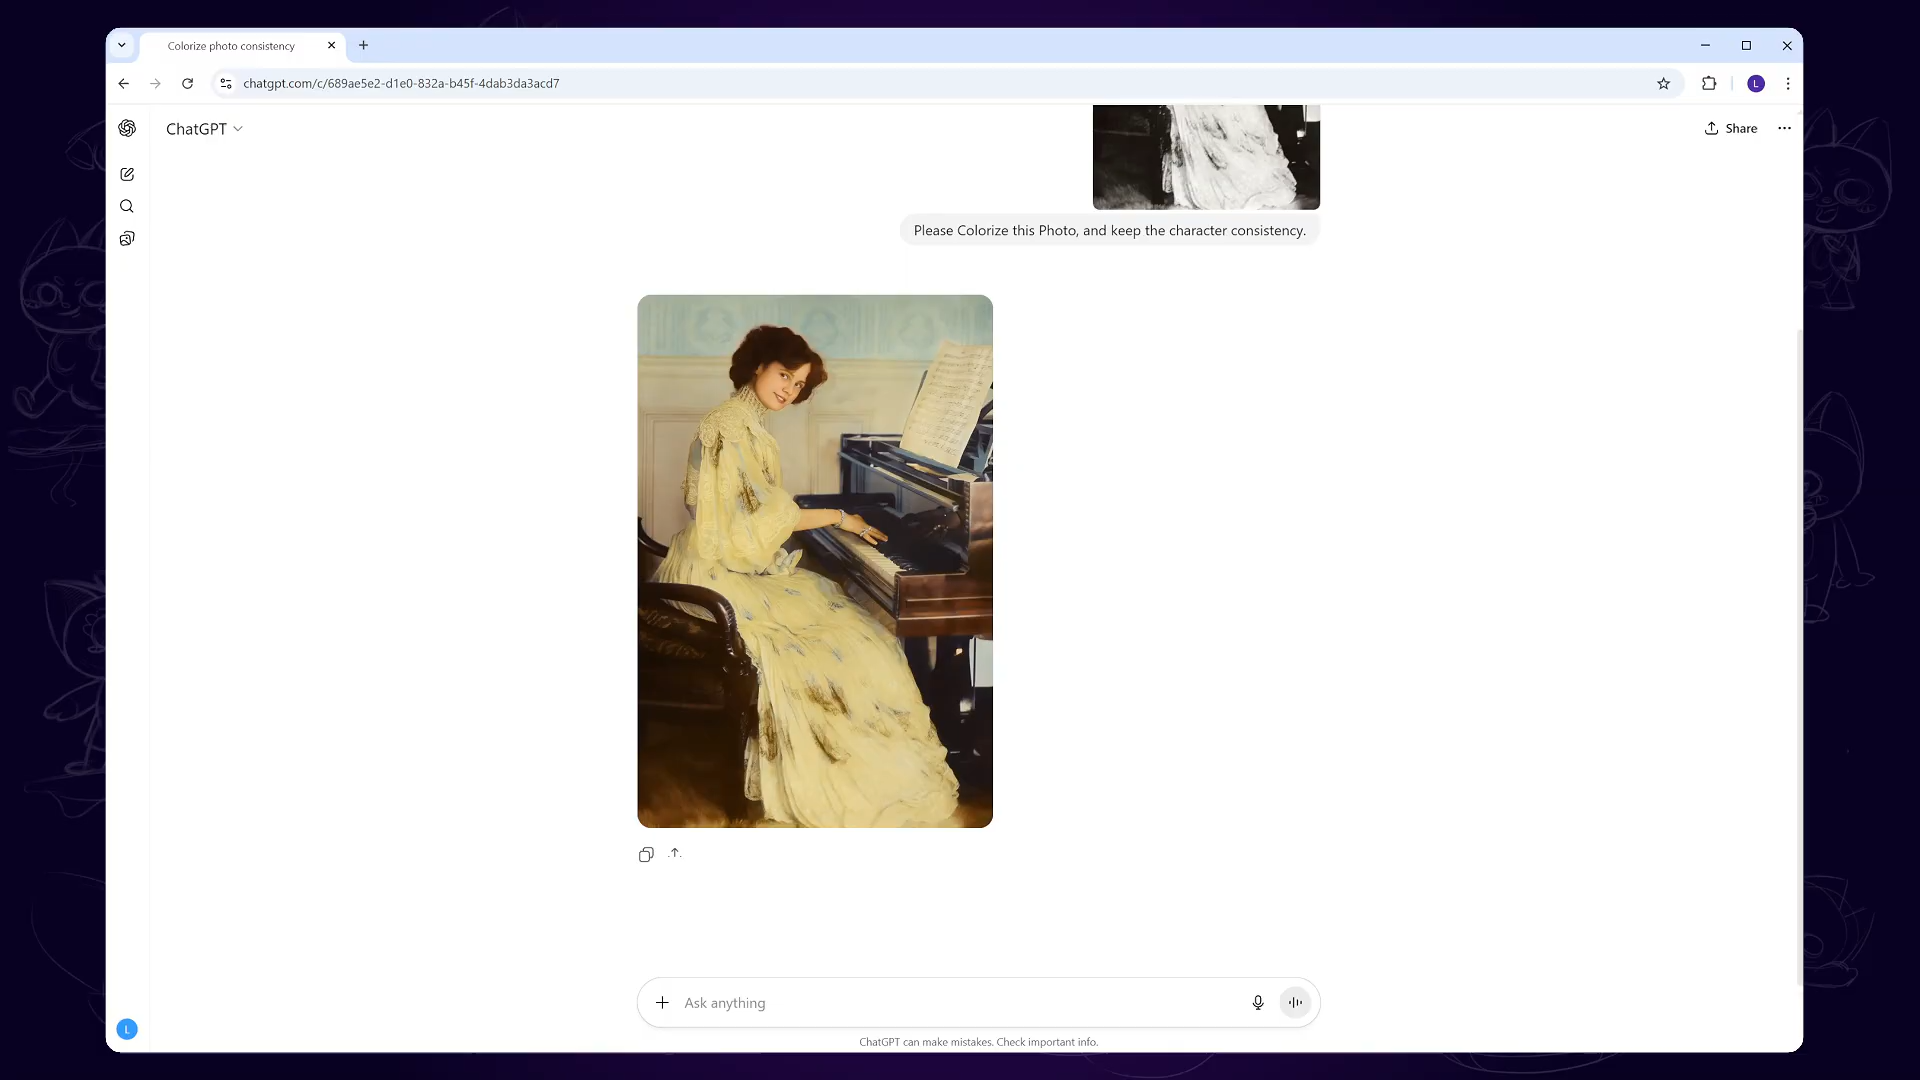 Colorize photo consistency
chatgpt.com/c/689ae5e2-d1e0-832a-b45f-4dab3da3acd7
L
ChatGPT
Share
Please Colorize this Photo, and keep the character consistency.
Ask anything
L
ChatGPT can make mistakes. Check important info.